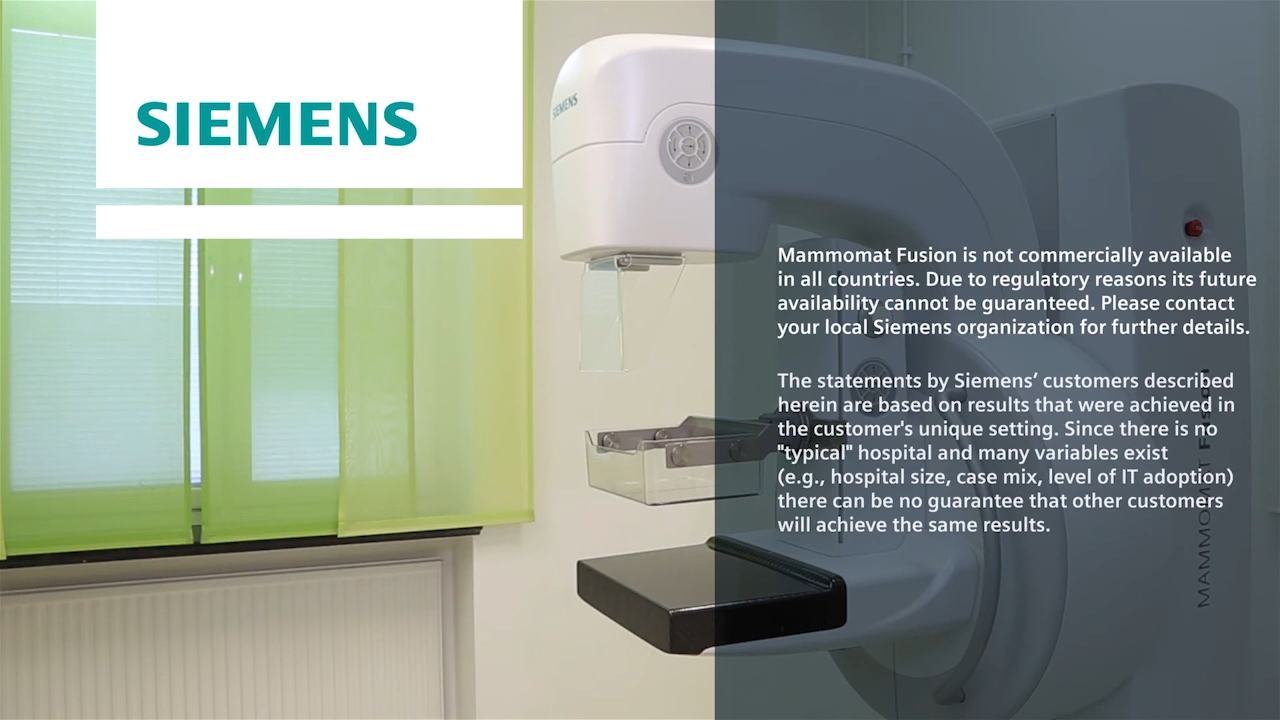 SIEMENS
SIEMENS
Mammomat Fusion is not commercially available
in all countries. Due to regulatory reasons its future
availability cannot be guaranteed. Please contact
your local Siemens organization for further details.
The statements by Siemens’ customers described
herein are based on results that were achieved in
the customer's unique setting. Since there is no
"typical" hospital and many variables exist
(e.g., hospital size, case mix, level of IT adoption)
there can be no guarantee that other customers
will achieve the same results.
MAMMOMAT Fusion